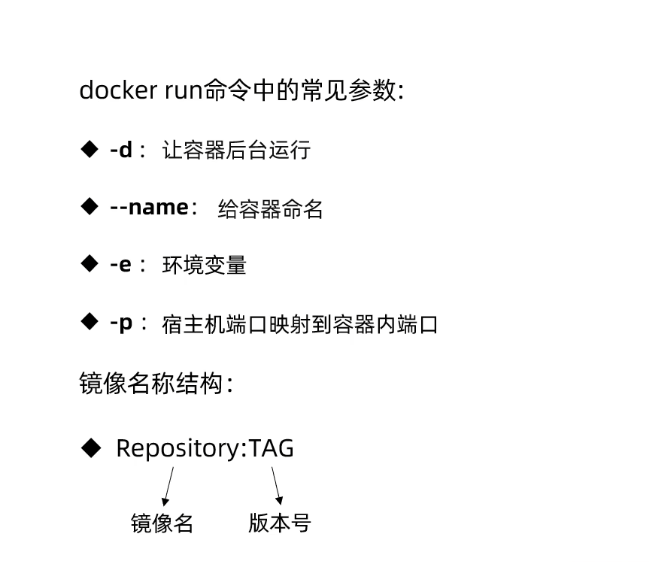 docker run命令中的常见参数:
◆ -d： 让容器后台运行
◆ --name： 给容器命名
◆ -e： 环境变量
◆ -p： 宿主机端口映射到容器内端口
镜像名称结构：
◆ Repository:TAG
镜像名 版本号